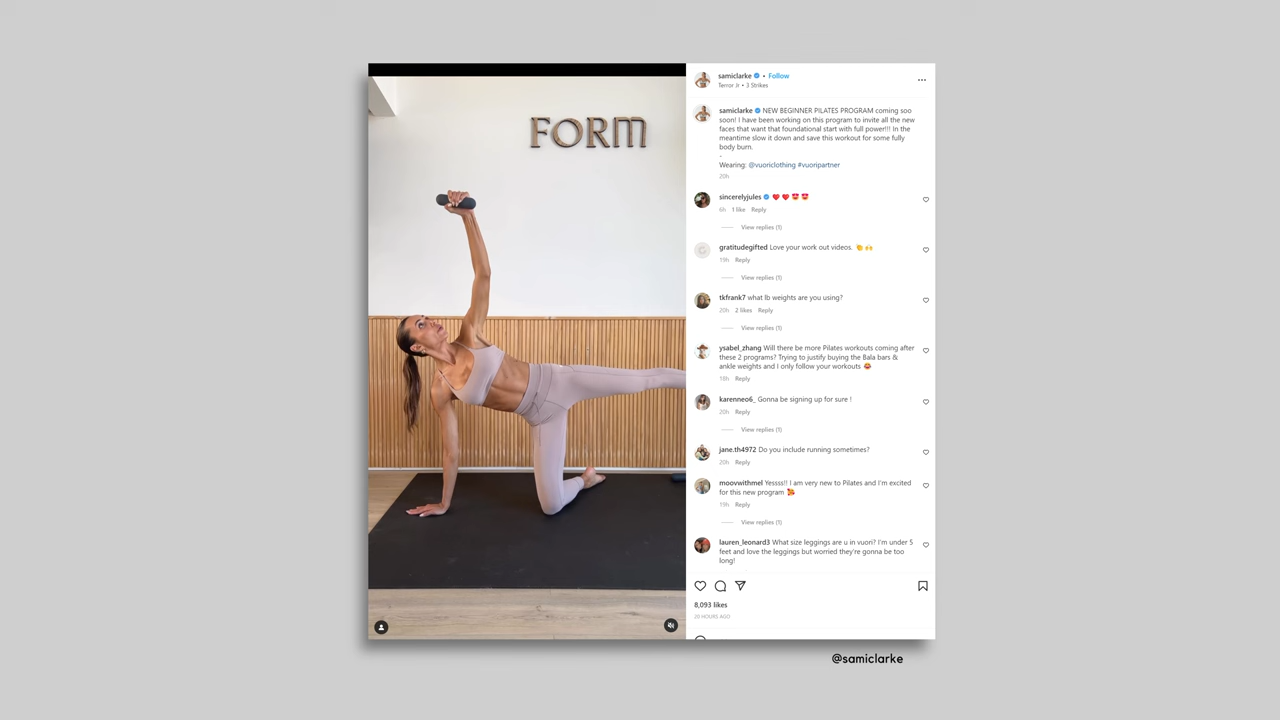 FORM
samiclarke • Follow
Terror Jr • 3 Strikes
samiclarke NEW BEGINNER PILATES PROGRAM coming soo
soon! I have been working on this program to invite all the new
faces that want that foundational start with full power!!! In the
meantime slow it down and save this workout for some fully
body burn.
-
Wearing: @vuoriclothing #vuoripartner
20h
sincerelyjules ❤️ ❤️ 😍 😍
6h 1 like Reply
View replies (1)
gratitudegifted Love your work out videos. 👏 🙌
19h Reply
View replies (1)
tkfrank7 what lb weights are you using?
20h 2 likes Reply
View replies (1)
ysabel_zhang Will there be more Pilates workouts coming after
these 2 programs? Trying to justify buying the Bala bars &
ankle weights and I only follow your workouts
18h Reply
karenneo6_ Gonna be signing up for sure !
20h Reply
View replies (1)
jane.th4972 Do you include running sometimes?
20h Reply
moovwithmel Yessss!! I am very new to Pilates and I'm excited
for this new program 🥰
19h Reply
View replies (1)
lauren_leonard3 What size leggings are u in vuori? I'm under 5
feet and love the leggings but worried they're gonna be too
long!
8,093 likes
20 HOURS AGO
@samiclarke